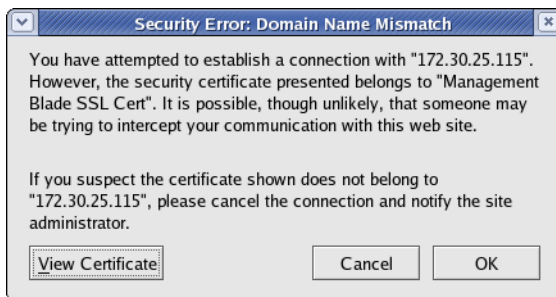 Security Error: Domain Name Mismatch
You have attempted to establish a connection with "172.30.25.115".
However, the security certificate presented belongs to "Management
Blade SSL Cert". It is possible, though unlikely, that someone may
be trying to intercept your communication with this web site.
If you suspect the certificate shown does not belong to
"172.30.25.115", please cancel the connection and notify the site
administrator.
View Certificate
Cancel
OK